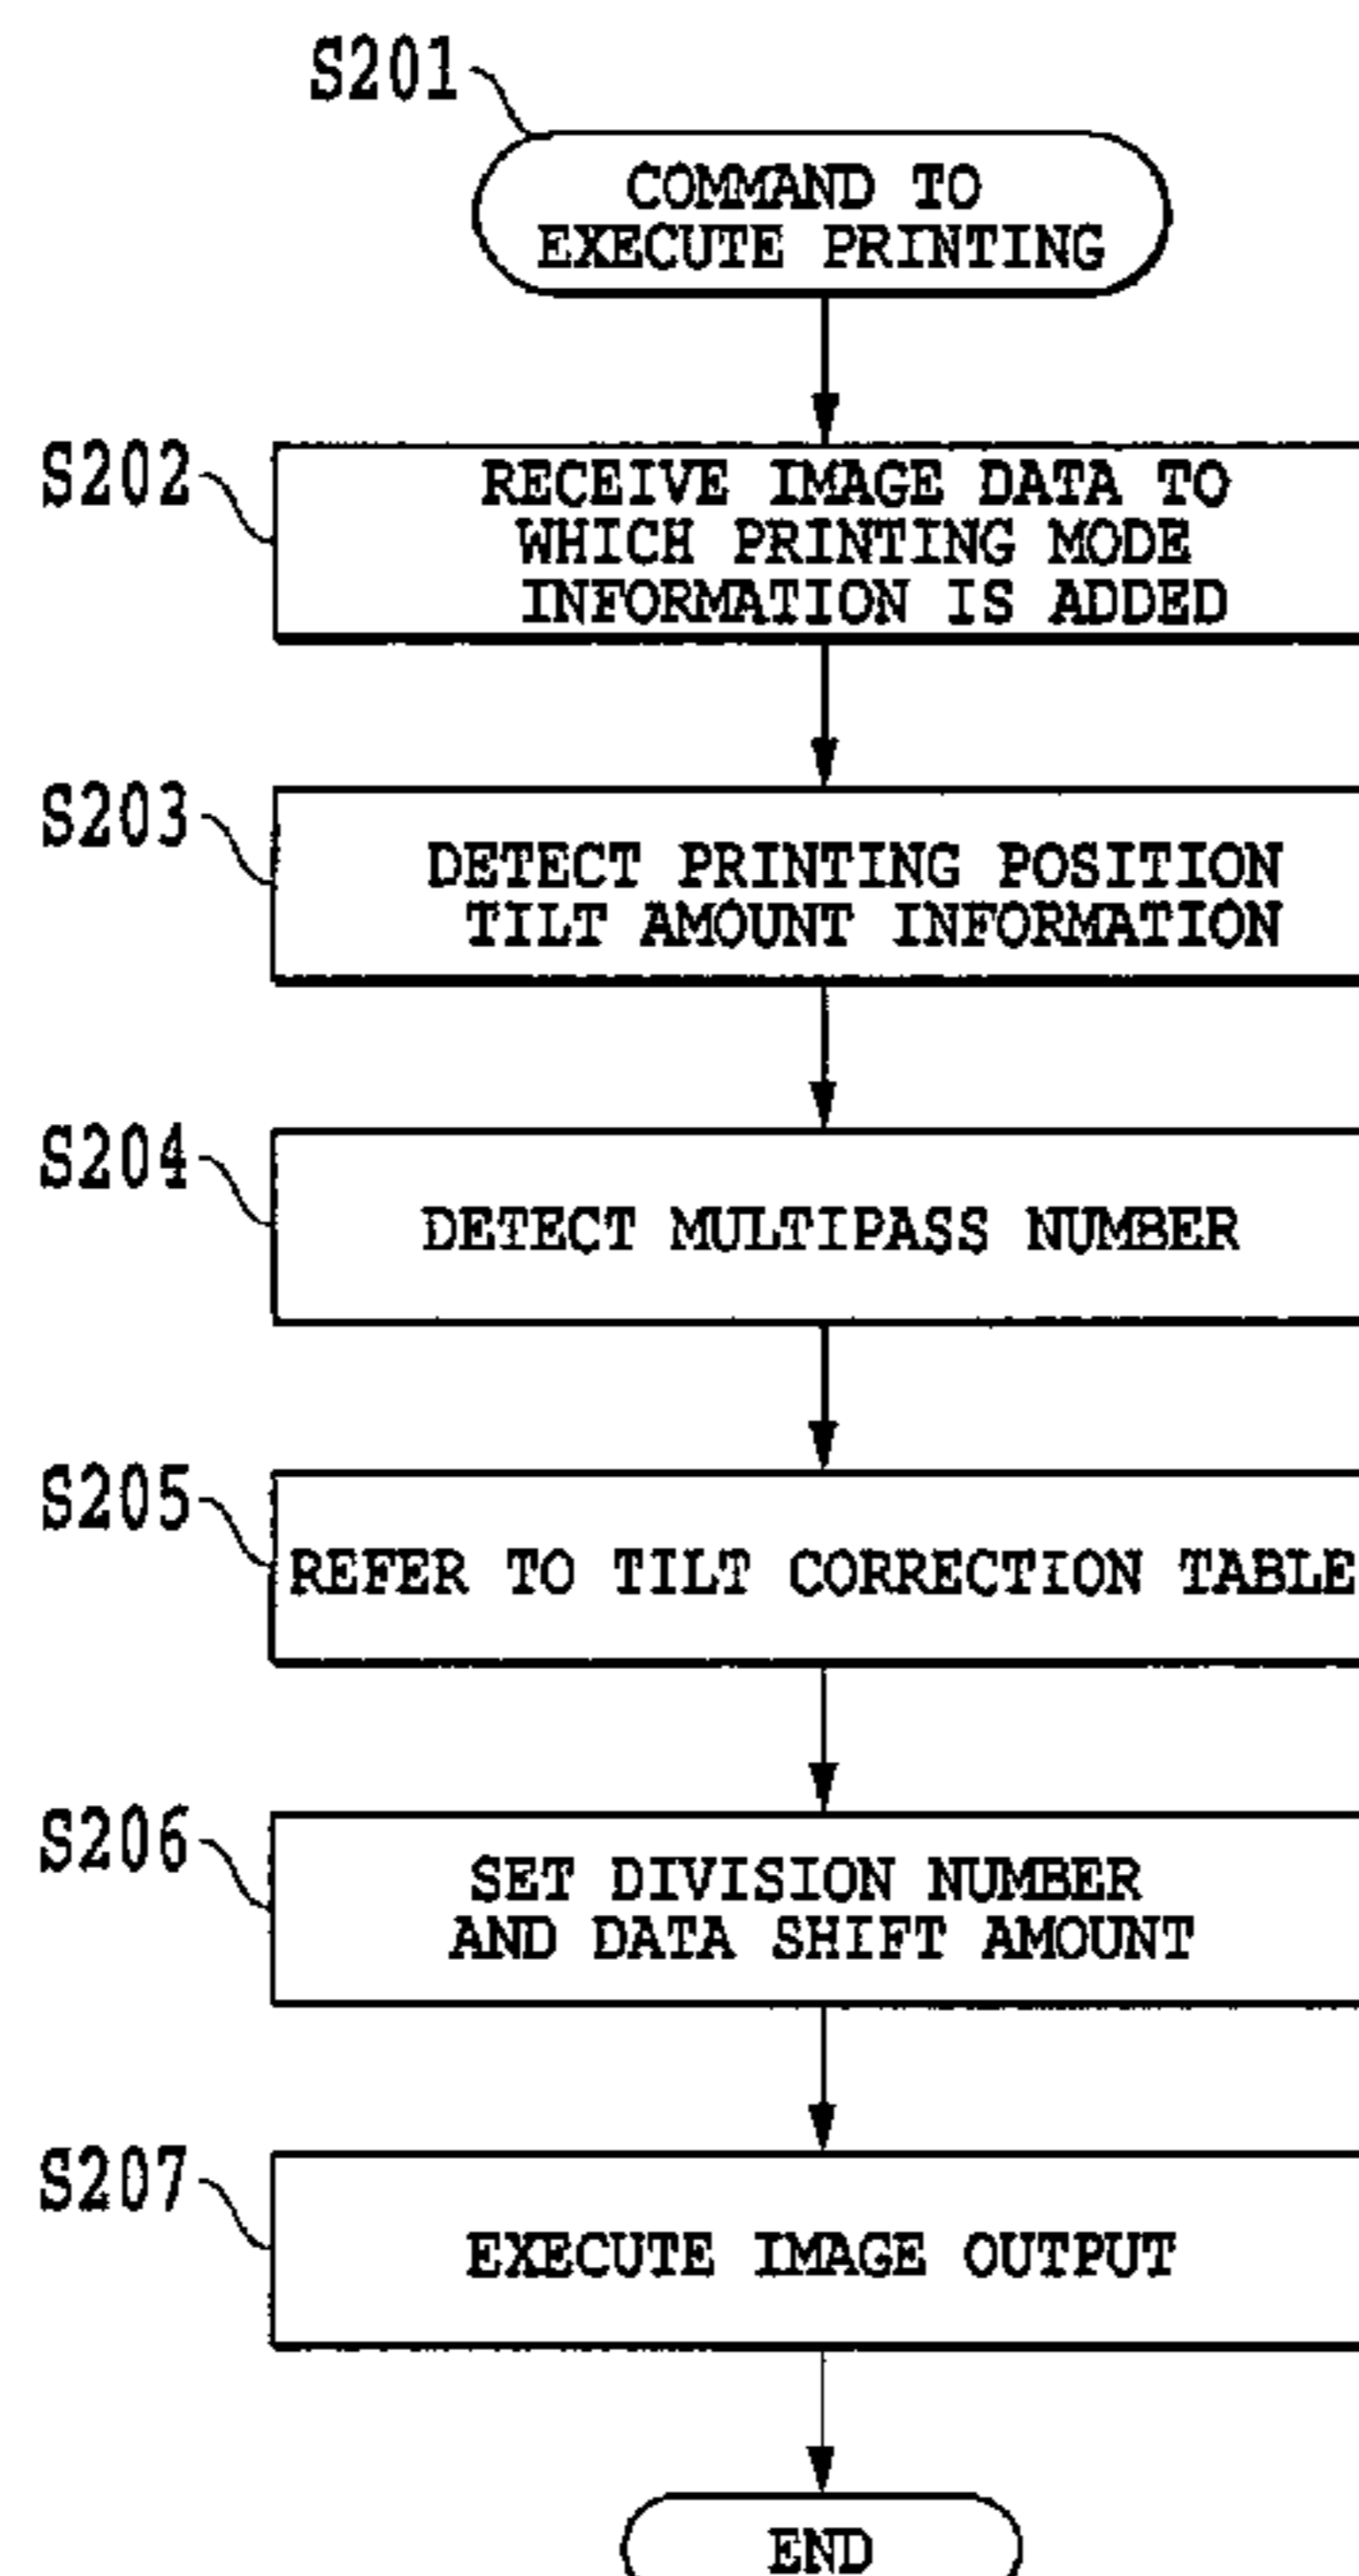 S201
COMMAND TO
EXECUTE PRINTING
S202
RECEIVE IMAGE DATA TO
WHICH PRINTING MODE
INFORMATION IS ADDED
S203
DETECT PRINTING POSITION
TILT AMOUNT INFORMATION
S204
DETECT MULTIPASS NUMBER
S205
REFER TO TILT CORRECTION TABLE
S206
SET DIVISION NUMBER
AND DATA SHIFT AMOUNT
S207
EXECUTE IMAGE OUTPUT
END